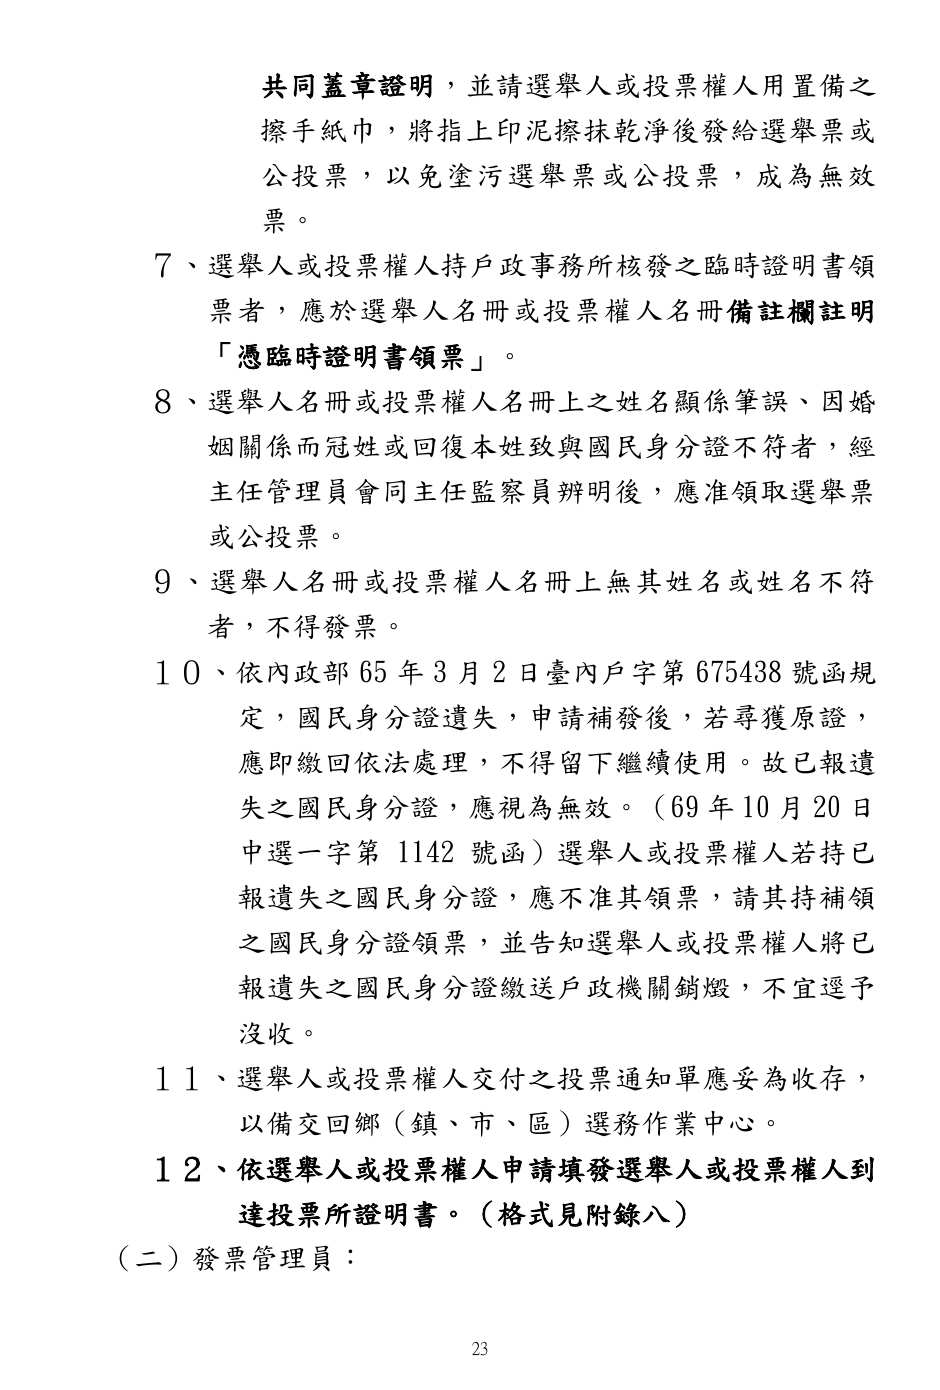 共同蓋章證明，並請選舉人或投票權人用置備之
擦手紙巾，將指上印泥擦抹乾淨後發給選舉票或
公投票，以免塗污選舉票或公投票，成為無效
票。
７、選舉人或投票權人持戶政事務所核發之臨時證明書領
票者，應於選舉人名冊或投票權人名冊備註欄註明
「憑臨時證明書領票」。
８、選舉人名冊或投票權人名冊上之姓名顯係筆誤、因婚
姻關係而冠姓或回復本姓致與國民身分證不符者，經
主任管理員會同主任監察員辨明後，應准領取選舉票
或公投票。
９、選舉人名冊或投票權人名冊上無其姓名或姓名不符
者，不得發票。
１０、依內政部 65 年 3 月 2 日臺內戶字第 675438 號函規
定，國民身分證遺失，申請補發後，若尋獲原證，
應即繳回依法處理，不得留下繼續使用。故已報遺
失之國民身分證，應視為無效。（69 年 10 月 20 日
中選一字第 1142 號函）選舉人或投票權人若持已
報遺失之國民身分證，應不准其領票，請其持補領
之國民身分證領票，並告知選舉人或投票權人將已
報遺失之國民身分證繳送戶政機關銷燬，不宜逕予
沒收。
１１、選舉人或投票權人交付之投票通知單應妥為收存，
以備交回鄉（鎮、市、區）選務作業中心。
１２、依選舉人或投票權人申請填發選舉人或投票權人到
達投票所證明書。（格式見附錄八）
（二）發票管理員：
23